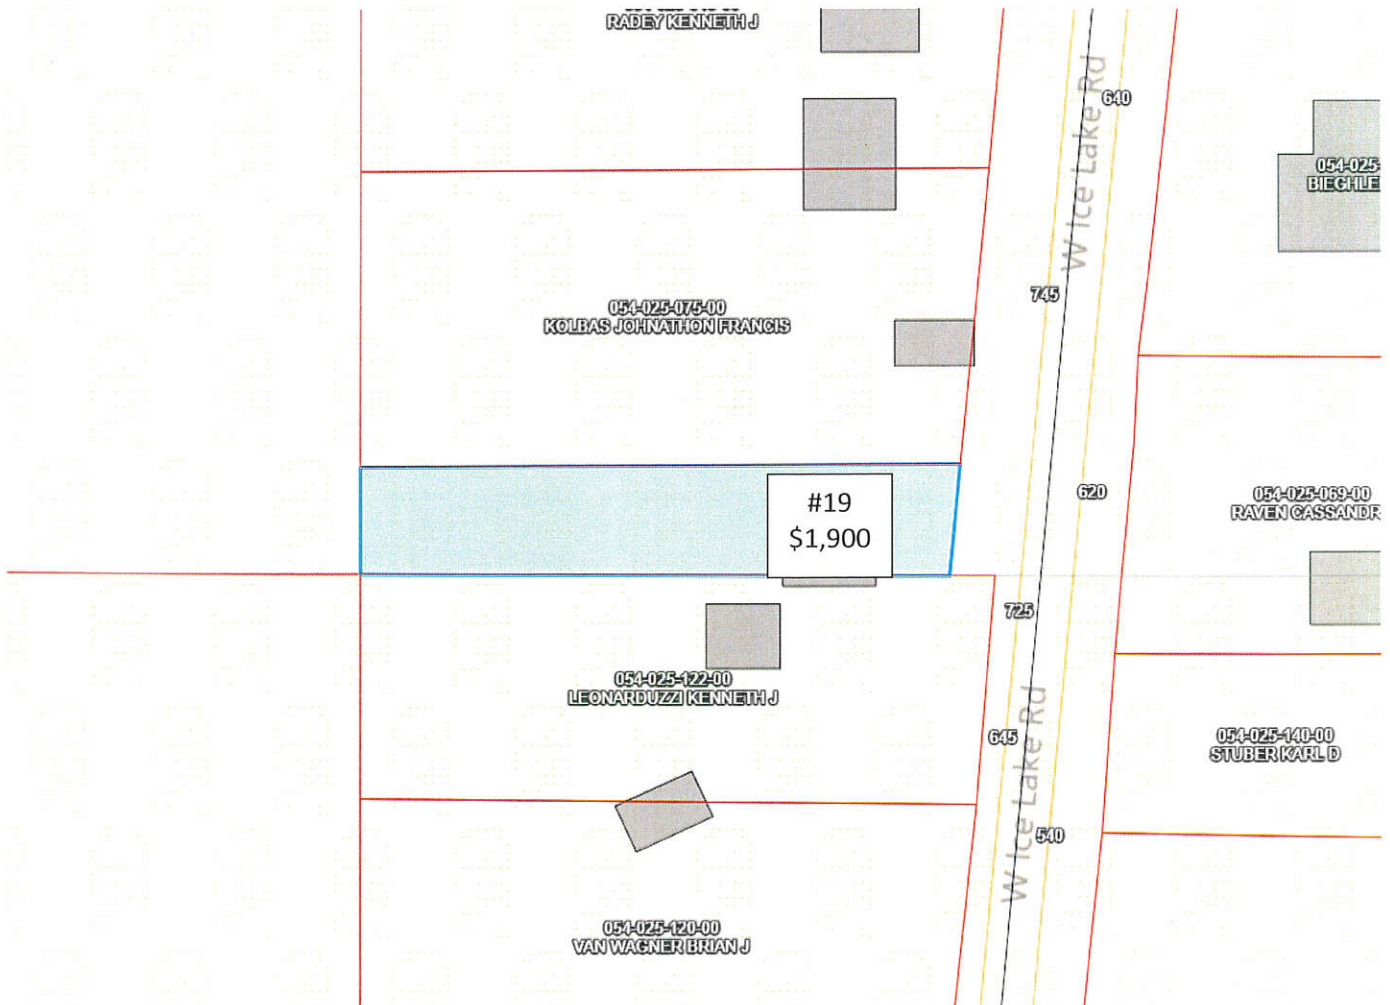 RADEY KENNETH J
W Ice Lake Rd
640
054-025-
BIEGHLE
054-025-075-00
KOLBAS JOHNATHON FRANCIS
745
#19
$1,900
620
054-025-069-00
RAVEN CASSANDR
725
054-025-122-00
LEONARDUZZI KENNETH J
W Ice Lake Rd
645
054-025-140-00
STUBER KARL D
540
054-025-120-00
VAN WAGNER BRIAN J